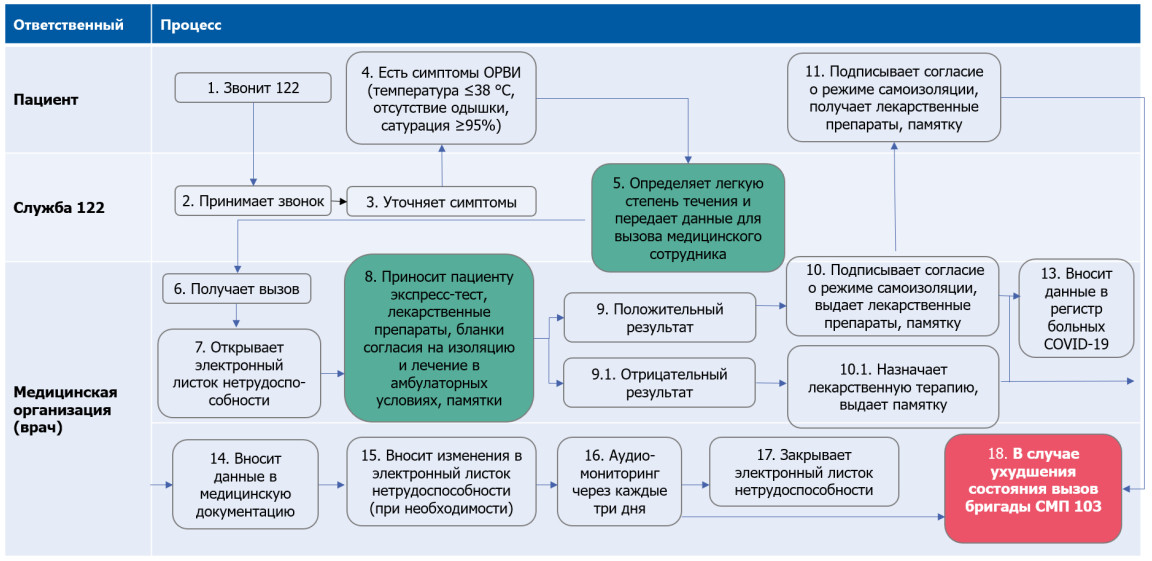 Ответственный
Процесс
Пациент
1. Звонит 122
4. Есть симптомы ОРВИ
(температура ≤38 °С,
отсутствие одышки,
сатурация ≥95%)
11. Подписывает согласие
о режиме самоизоляции,
получает лекарственные
препараты, памятку
Служба 122
2. Принимает звонок
3. Уточняет симптомы
5. Определяет легкую
степень течения и
передает данные для
вызова медицинского
сотрудника
Медицинская
организация
(врач)
6. Получает вызов
7. Открывает
электронный
листок нетрудоспо-
собности
8. Приносит пациенту
экспресс-тест,
лекарственные
препараты, бланки
согласия на изоляцию
и лечение в
амбулаторных
условиях, памятки
9. Положительный
результат
9.1. Отрицательный
результат
10. Подписывает согласие
о режиме самоизоляции,
выдает лекарственные
препараты, памятку
10.1. Назначает
лекарственную терапию,
выдает памятку
13. Вносит
данные в
регистр
больных
COVID-19
14. Вносит
данные в
медицинскую
документацию
15. Вносит изменения в
электронный листок
нетрудоспособности
(при необходимости)
16. Аудио-
мониторинг
через каждые
три дня
17. Закрывает
электронный листок
нетрудоспособности
18. В случае
ухудшения
состояния вызов
бригады СМП 103